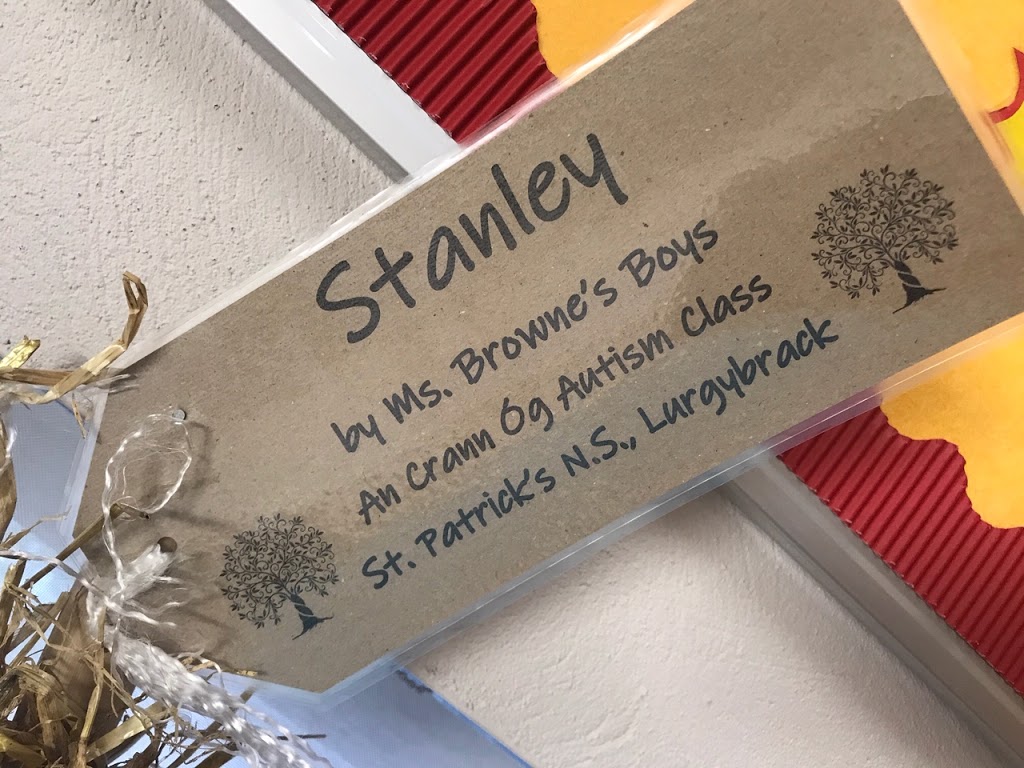 Stanley
by Ms. Browne's Boys
An Crann Óg Autism Class
St. Patrick's N.S., Lurgybrack